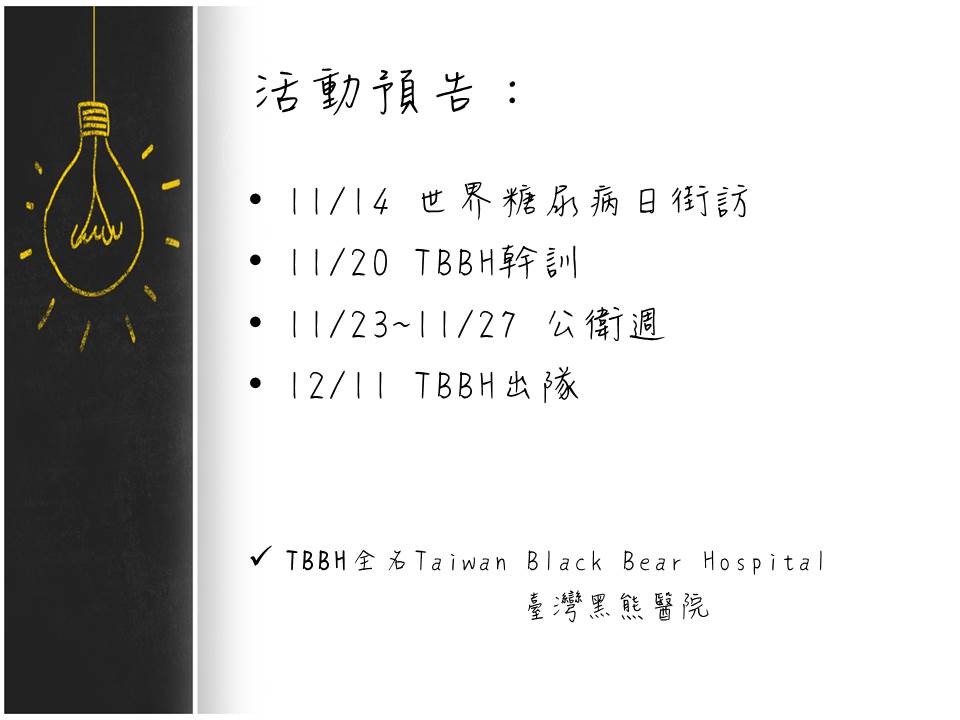 活動預告：
• 11/14 世界糖尿病日街訪
• 11/20 TBBH幹訓
• 11/23~11/27 公衛週
• 12/11 TBBH出隊
✓ TBBH全名Taiwan Black Bear Hospital
臺灣黑熊醫院